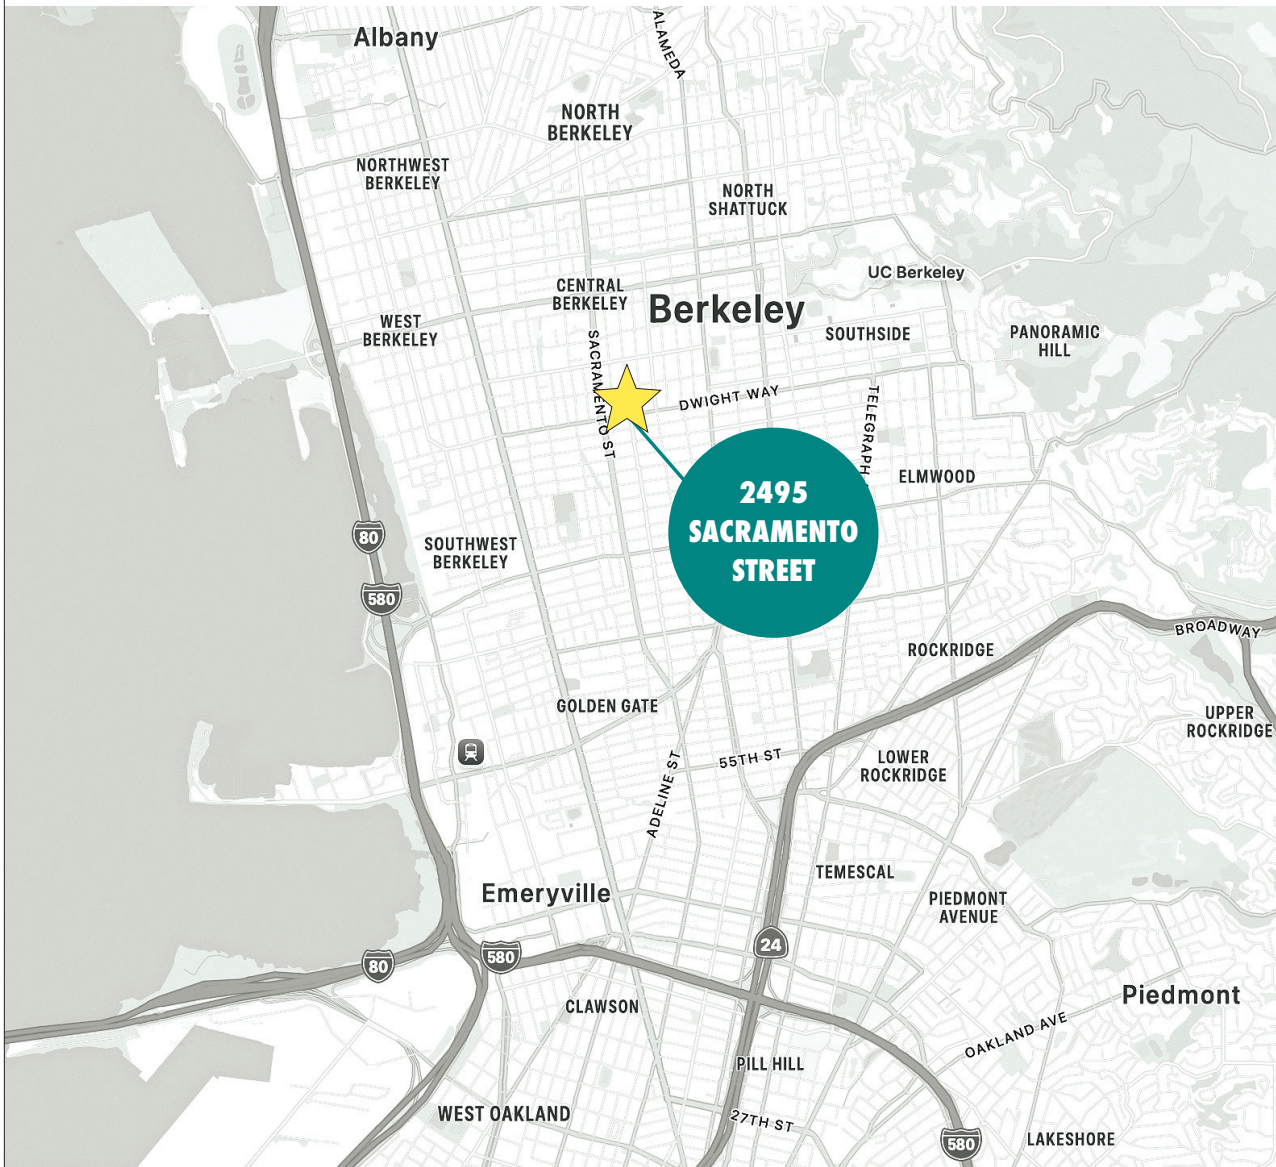 Albany
ALAMEDA
NORTH
BERKELEY
NORTHWEST
BERKELEY
NORTH
SHATTUCK
UC Berkeley
CENTRAL
BERKELEY
Berkeley
WEST
BERKELEY
SOUTHSIDE
PANORAMIC
HILL
SACRAMENTO ST
DWIGHT WAY
TELEGRAPH
ELMWOOD
2495
SACRAMENTO
STREET
80
SOUTHWEST
BERKELEY
580
BROADWAY
ROCKRIDGE
GOLDEN GATE
UPPER
ROCKRIDGE
55TH ST
LOWER
ROCKRIDGE
ADELINE ST
TEMESCAL
Emeryville
PIEDMONT
AVENUE
24
580
80
Piedmont
CLAWSON
OAKLAND AVE
PILL HILL
WEST OAKLAND
27TH ST
580
LAKESHORE